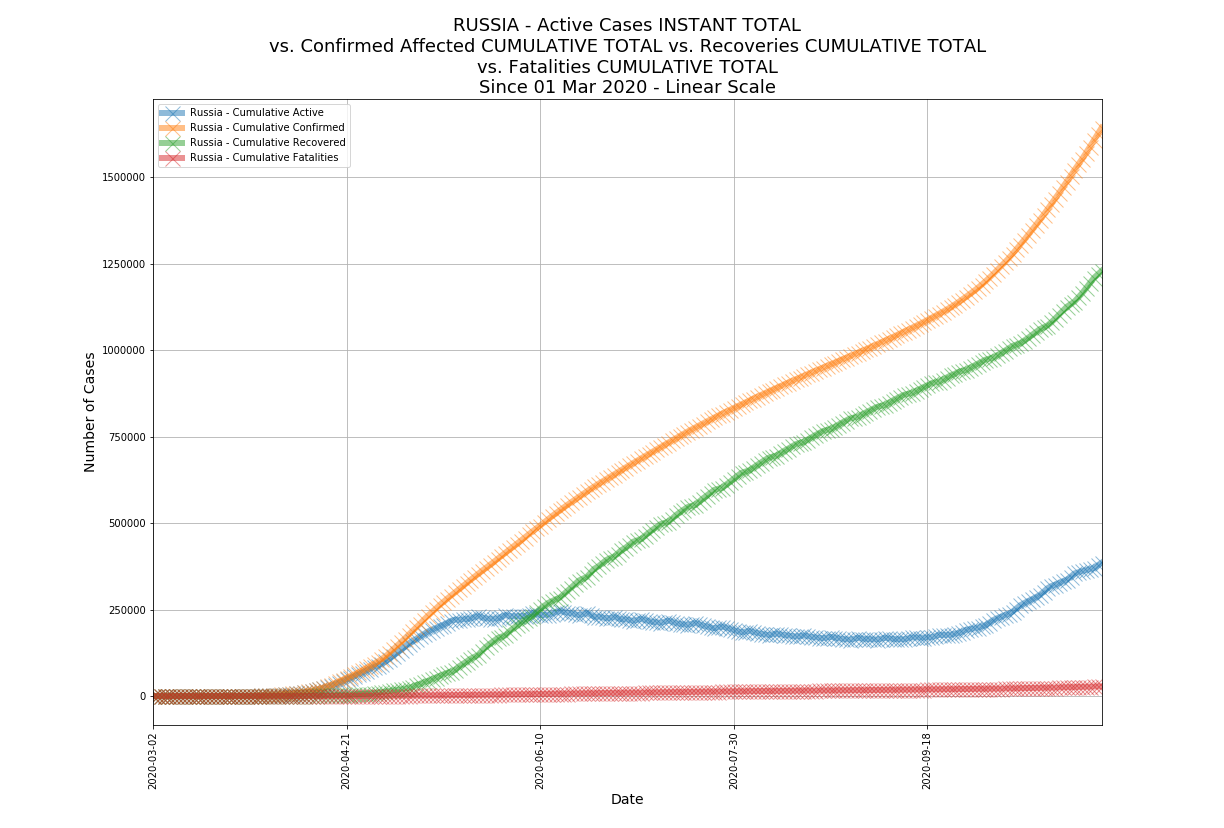 RUSSIA - Active Cases INSTANT TOTAL
vs. Confirmed Affected CUMULATIVE TOTAL vs. Recoveries CUMULATIVE TOTAL
vs. Fatalities CUMULATIVE TOTAL
Since 01 Mar 2020 - Linear Scale
Russia - Cumulative Active
Russia - Cumulative Confirmed
Russia - Cumulative Recovered
Russia - Cumulative Fatalities
Number of Cases
1500000
1250000
1000000
750000
500000
250000
0
2020-03-02
2020-04-21
2020-06-10
2020-07-30
2020-09-18
Date